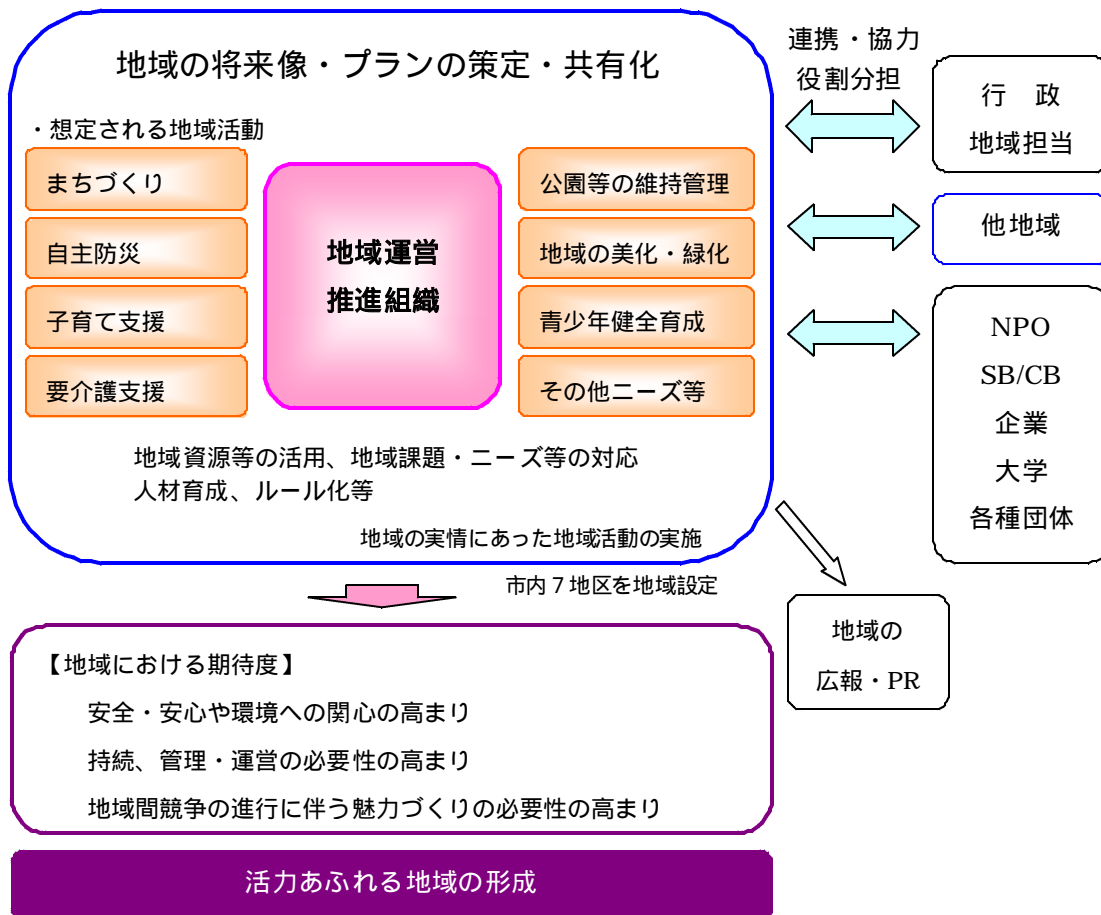 地域の将来像・プランの策定・共有化
・想定される地域活動
まちづくり
自主防災
子育て支援
要介護支援
地域運営
推進組織
公園等の維持管理
地域の美化・緑化
青少年健全育成
その他ニーズ等
地域資源等の活用、地域課題・ニーズ等の対応
人材育成、ルール化等
地域の実情にあった地域活動の実施
連携・協力
役割分担
行　政
地域担当
他地域
NPO
SB/CB
企業
大学
各種団体
市内７地区を地域設定
地域の
広報・PR
【地域における期待度】
安全・安心や環境への関心の高まり
持続、管理・運営の必要性の高まり
地域間競争の進行に伴う魅力づくりの必要性の高まり
活力あふれる地域の形成